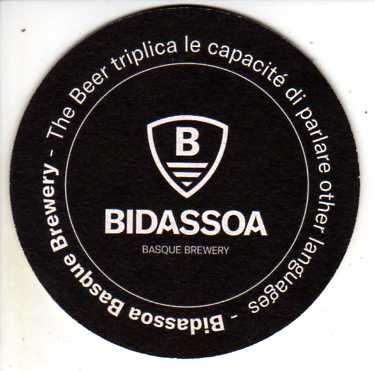 Bidassoa Basque Brewery - The Beer triplica le capacité di parlare other languages -
B
BIDASSOA
BASQUE BREWERY